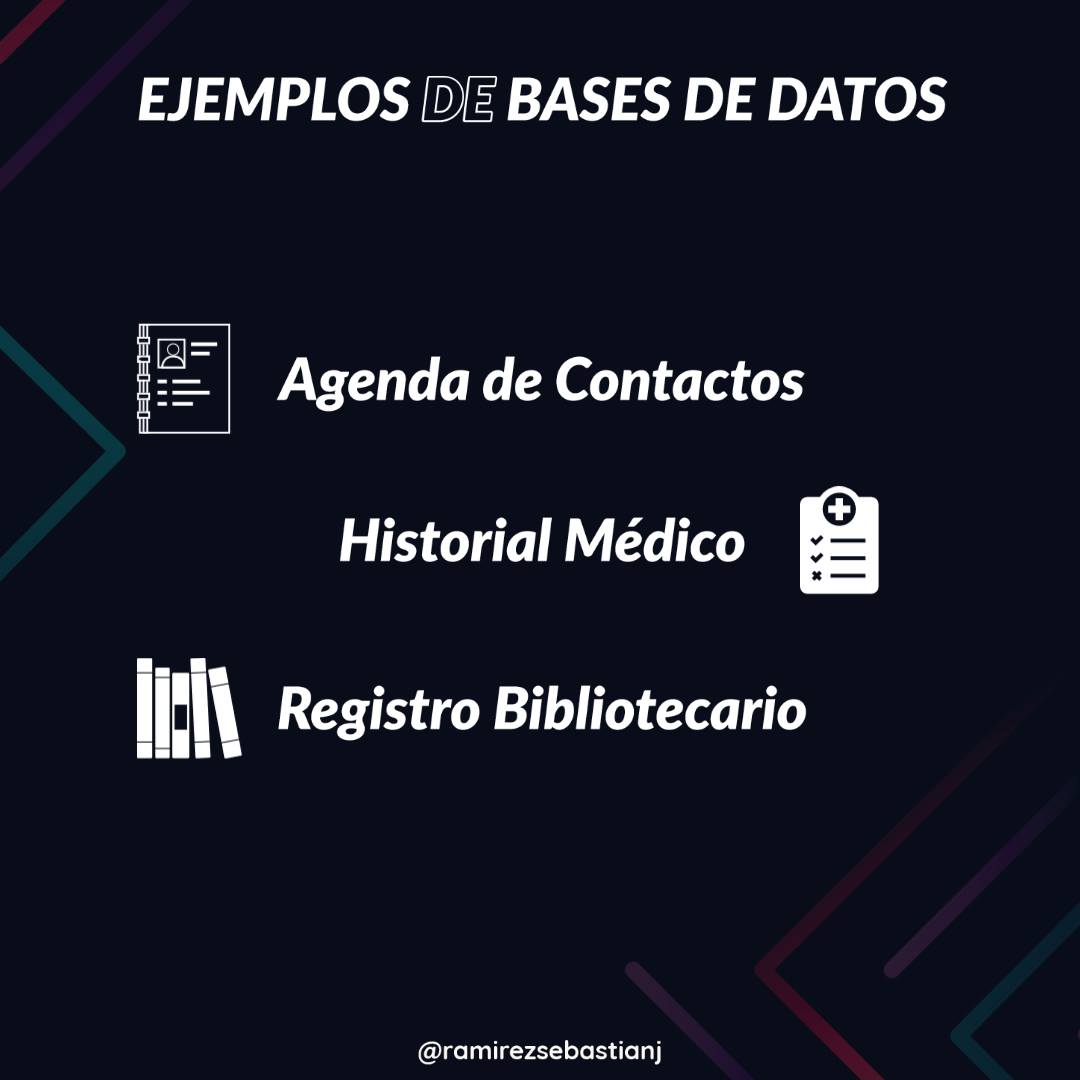 EJEMPLOS DE BASES DE DATOS
Agenda de Contactos
Historial Médico
Registro Bibliotecario
@ramirezsebastianj